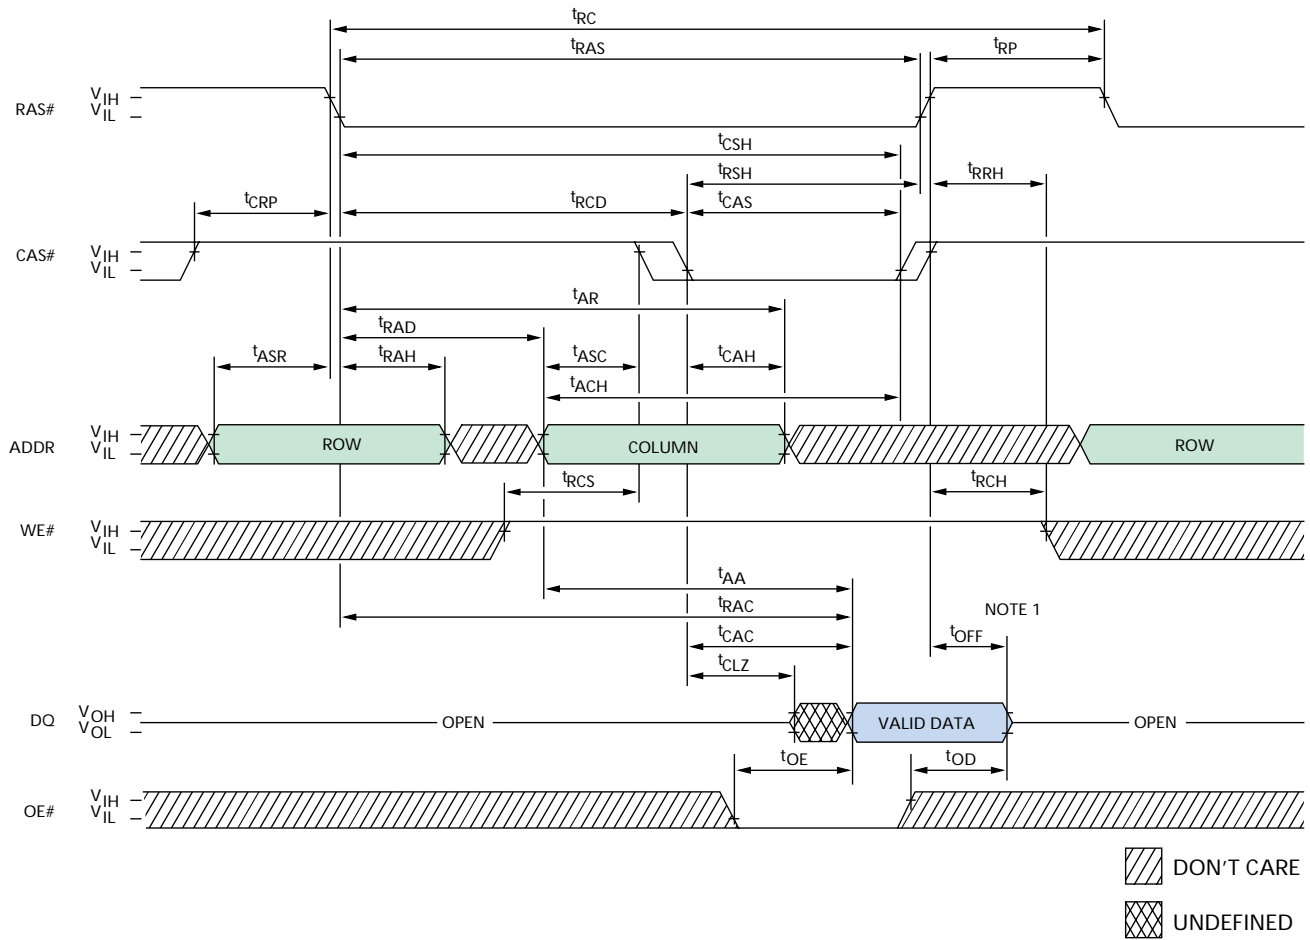 tRC
tRAS
tRP
RAS#
VIH
VIL
tCSH
tRSH
tRRH
tCRP
tRCD
tCAS
CAS#
VIH
VIL
tAR
tRAD
tASR
tRAH
tASC
tCAH
tACH
ADDR
VIH
VIL
ROW
COLUMN
ROW
tRCS
tRCH
WE#
VIH
VIL
tAA
tRAC
NOTE 1
tCAC
tOFF
tCLZ
DQ
VOH
VOL
OPEN
VALID DATA
OPEN
tOE
tOD
OE#
VIH
VIL
DON'T CARE
UNDEFINED